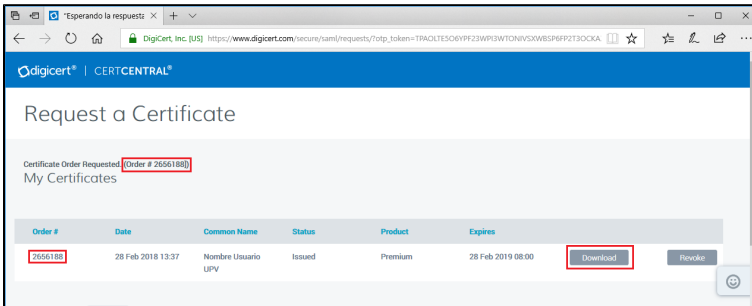 "Esperando la respuesta
DigiCert, Inc. [US] https://www.digicert.com/secure/saml/requests/?otp_token=TPAOLTE5O6YPF23WPI3WTONIVSXWBSP6FP2T3OCKA
digicert® | CERTCENTRAL®
Request a Certificate
Certificate Order Requested. (Order # 2656188])
My Certificates
Order # Date Common Name Status Product Expires
2656188 28 Feb 2018 13:37 Nombre Usuario UPV Issued Premium 28 Feb 2019 08:00 Download Revoke